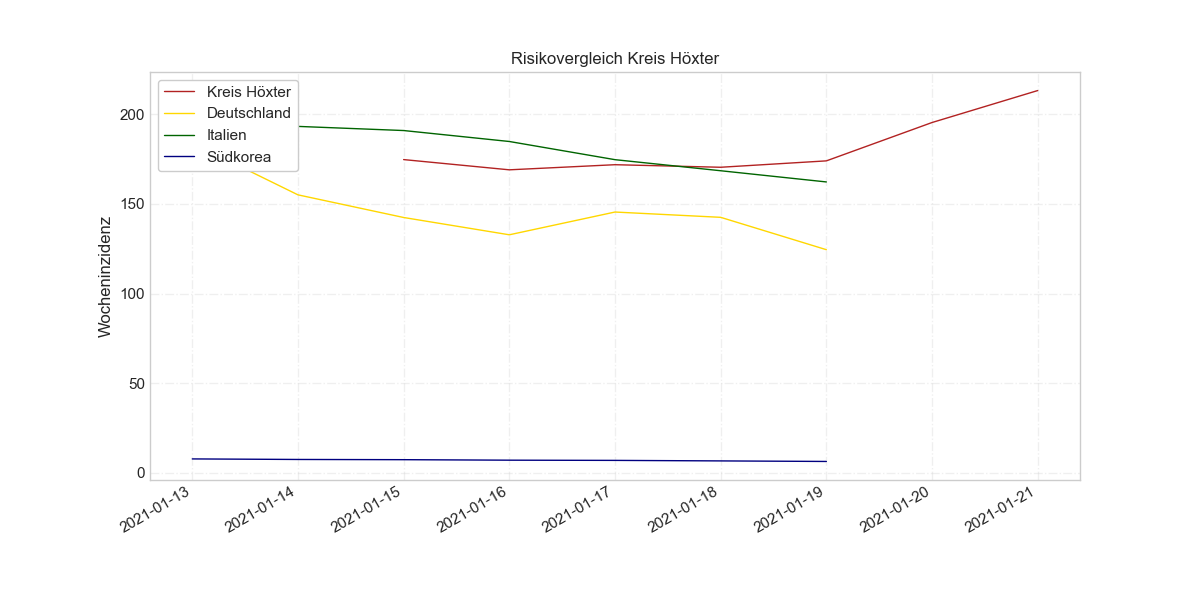 Risikovergleich Kreis Höxter
Kreis Höxter
Deutschland
Italien
Südkorea
Wocheninzidenz
200
150
100
50
0
2021-01-13
2021-01-14
2021-01-15
2021-01-16
2021-01-17
2021-01-18
2021-01-19
2021-01-20
2021-01-21